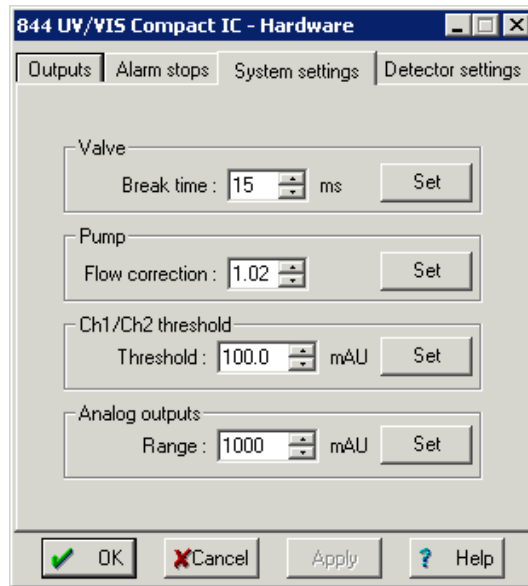 844 UV/VIS Compact IC - Hardware
Outputs Alarm stops System settings Detector settings
Valve
Break time : 15 ms Set
Pump
Flow correction : 1.02 Set
Ch1/Ch2 threshold
Threshold : 100.0 mAU Set
Analog outputs
Range : 1000 mAU Set
OK Cancel Apply ? Help